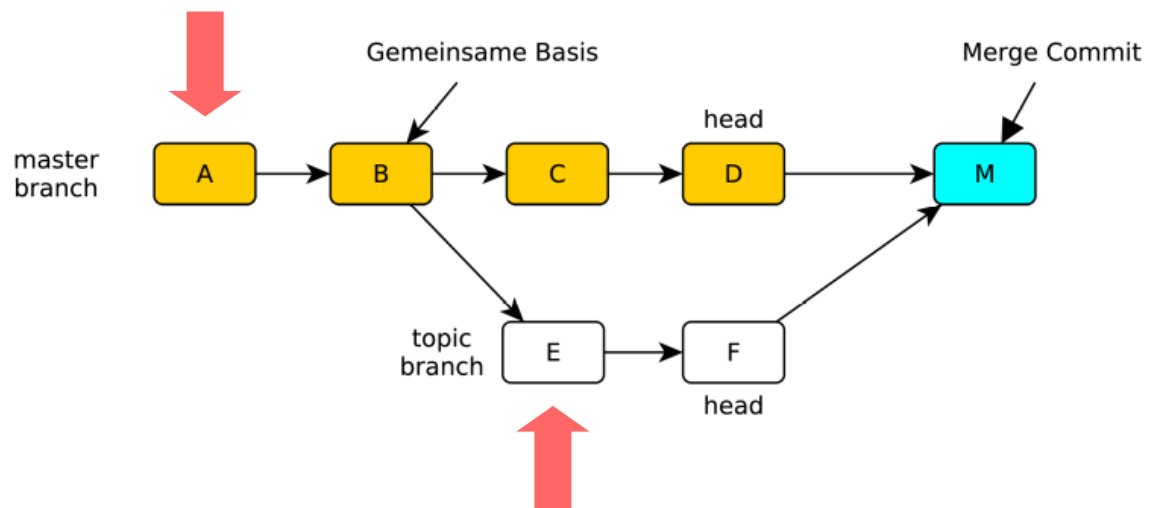 Gemeinsame Basis
Merge Commit
head
master
branch
A
B
C
D
M
topic
branch
E
F
head